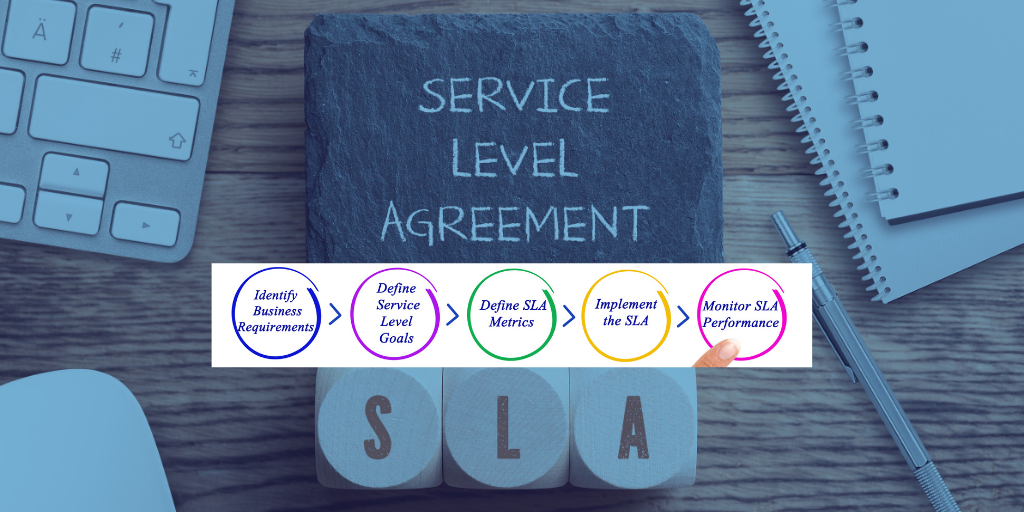 Ä
'
#
SERVICE
LEVEL
AGREEMENT
Identify
Business
Requirements
Define
Service
Level
Goals
Define SLA
Metrics
Implement
the SLA
Monitor SLA
Performance
S L A